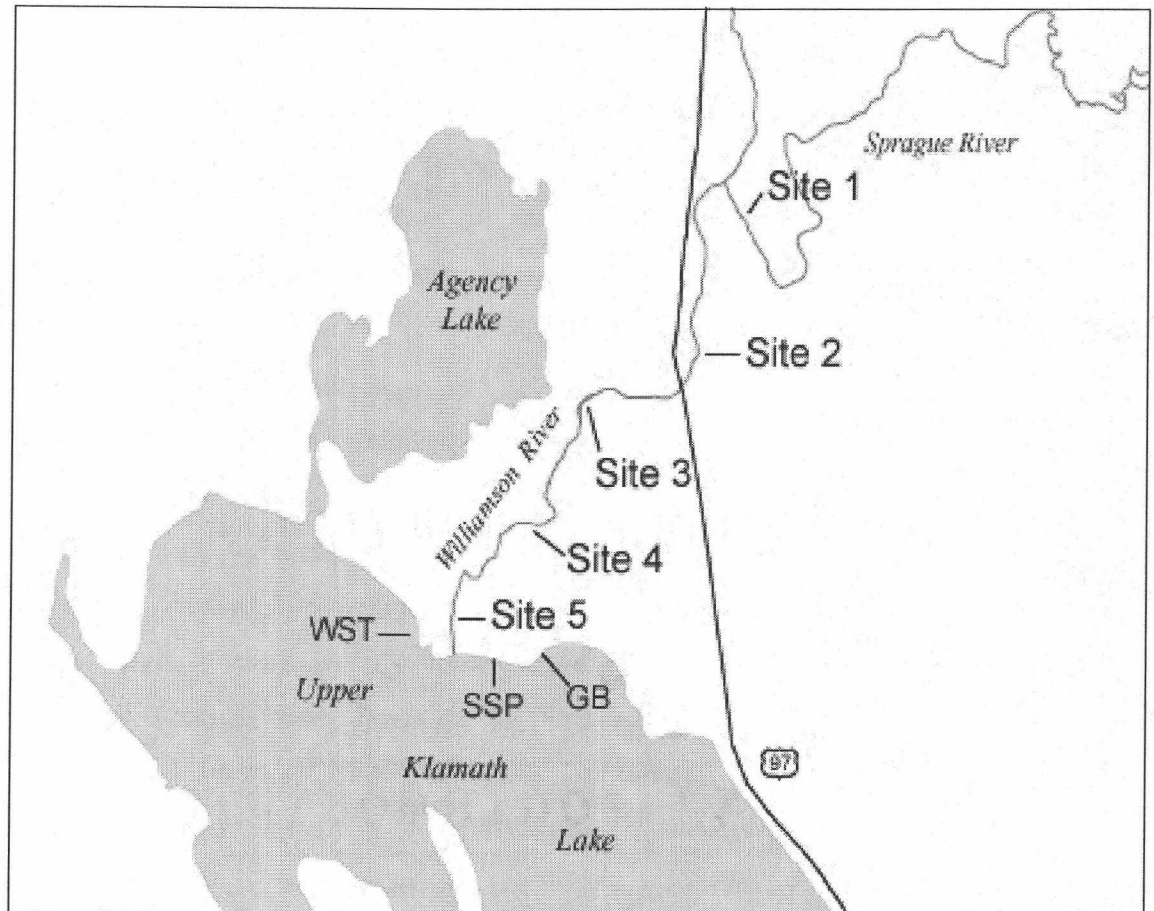 Sprague River
Site 1
Agency
Lake
Site 2
Williamson River
Site 3
Site 4
Site 5
WST
Upper
SSP
GB
97
Klamath
Lake